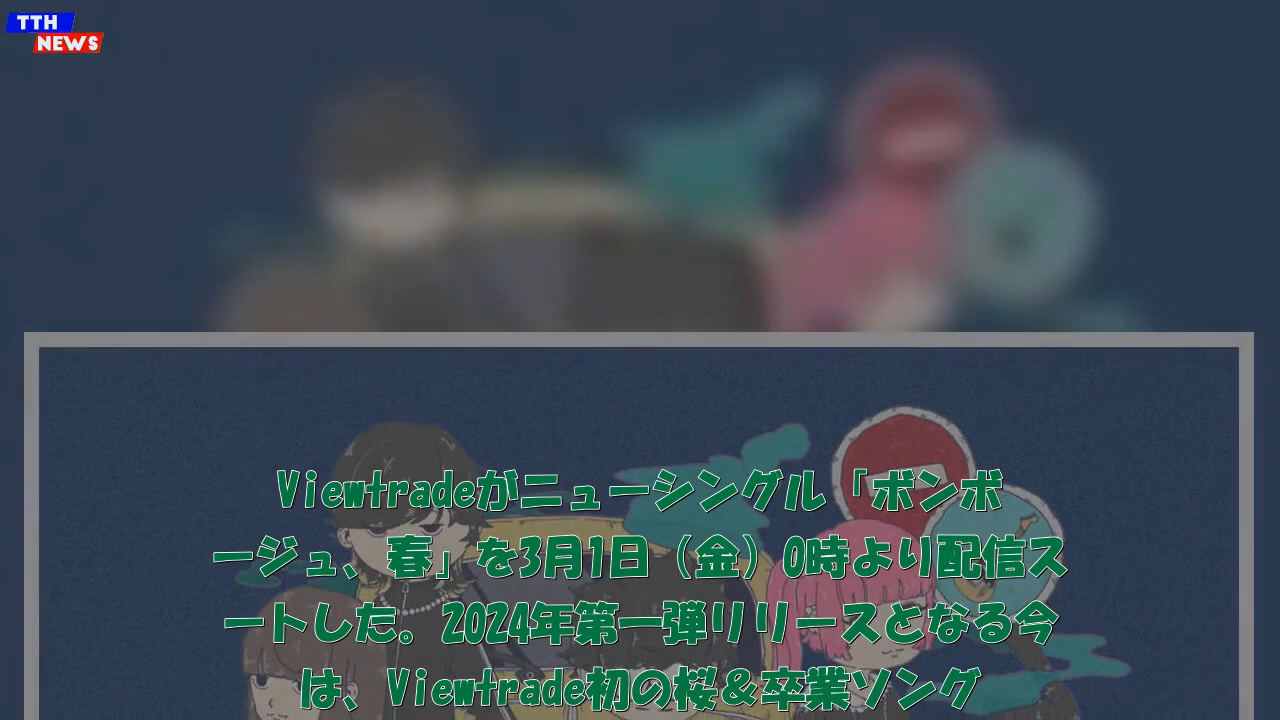 TTH
NEWS
Viewtradeがニューシングル「ボンボ
ージュ、春」を3月1日（金）0時より配信ス
ートした。2024年第一弾リリースとなる今
は、Viewtrade初の桜＆卒業ソング